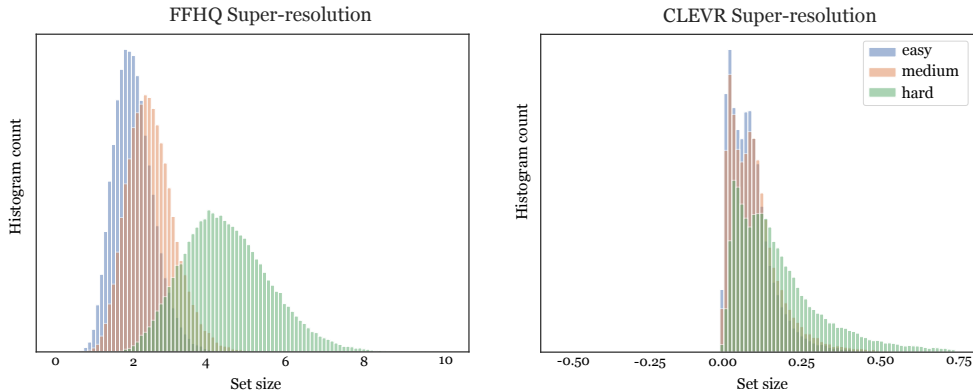 FFHQ Super-resolution
Histogram count
0 2 4 6 8 10
Set size
CLEVR Super-resolution
easy
medium
hard
Histogram count
-0.50 -0.25 0.00 0.25 0.50 0.75
Set size